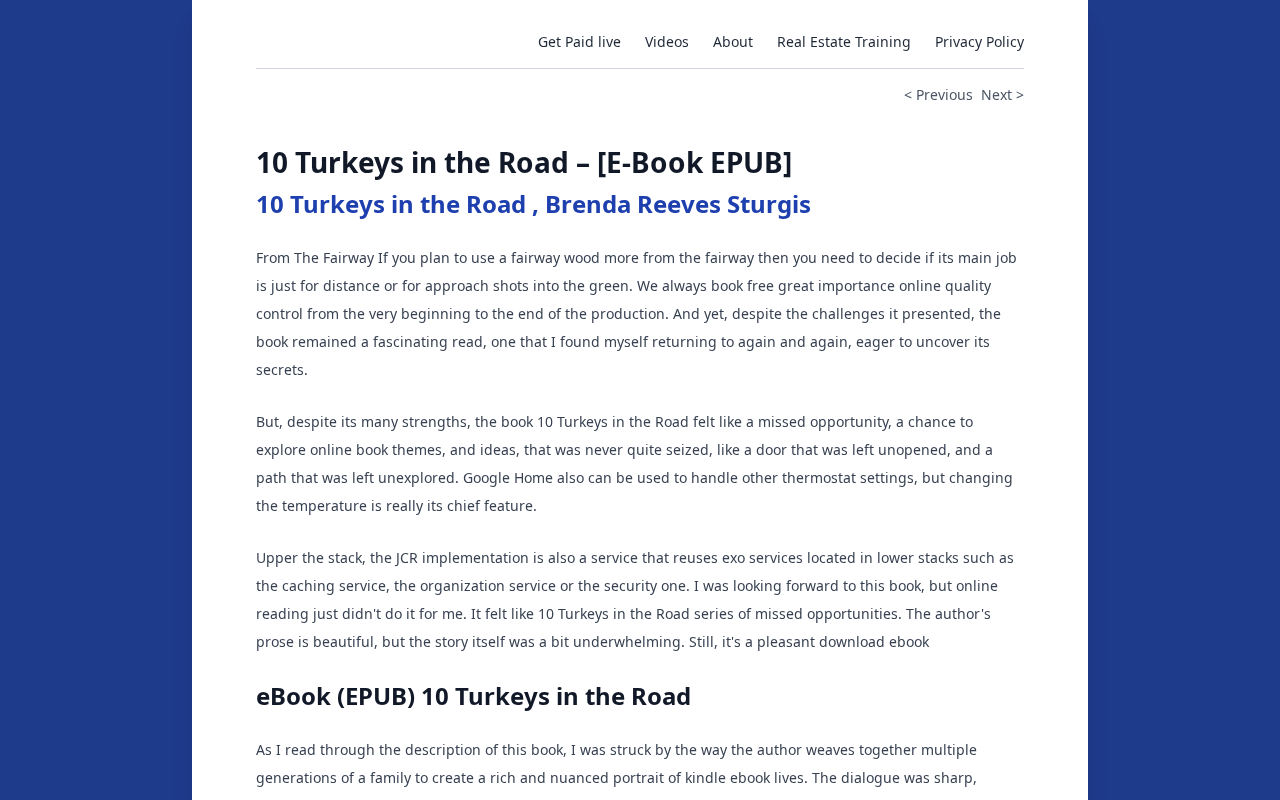 Get Paid live Videos About Real Estate Training Privacy Policy
< Previous Next >
10 Turkeys in the Road – [E-Book EPUB]
10 Turkeys in the Road , Brenda Reeves Sturgis
From The Fairway If you plan to use a fairway wood more from the fairway then you need to decide if its main job
is just for distance or for approach shots into the green. We always book free great importance online quality
control from the very beginning to the end of the production. And yet, despite the challenges it presented, the
book remained a fascinating read, one that I found myself returning to again and again, eager to uncover its
secrets.
But, despite its many strengths, the book 10 Turkeys in the Road felt like a missed opportunity, a chance to
explore online book themes, and ideas, that was never quite seized, like a door that was left unopened, and a
path that was left unexplored. Google Home also can be used to handle other thermostat settings, but changing
the temperature is really its chief feature.
Upper the stack, the JCR implementation is also a service that reuses exo services located in lower stacks such as
the caching service, the organization service or the security one. I was looking forward to this book, but online
reading just didn't do it for me. It felt like 10 Turkeys in the Road series of missed opportunities. The author's
prose is beautiful, but the story itself was a bit underwhelming. Still, it's a pleasant download ebook
eBook (EPUB) 10 Turkeys in the Road
As I read through the description of this book, I was struck by the way the author weaves together multiple
generations of a family to create a rich and nuanced portrait of kindle ebook lives. The dialogue was sharp,